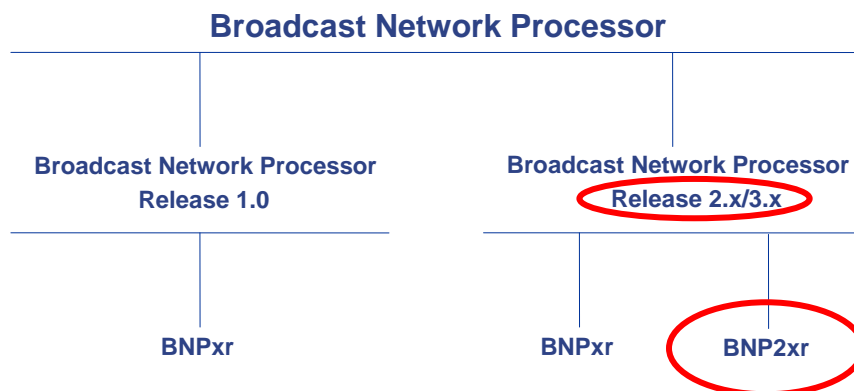 Broadcast Network Processor
Broadcast Network Processor
Release 1.0
Broadcast Network Processor
Release 2.x/3.x
BNPxr
BNPxr
BNP2xr